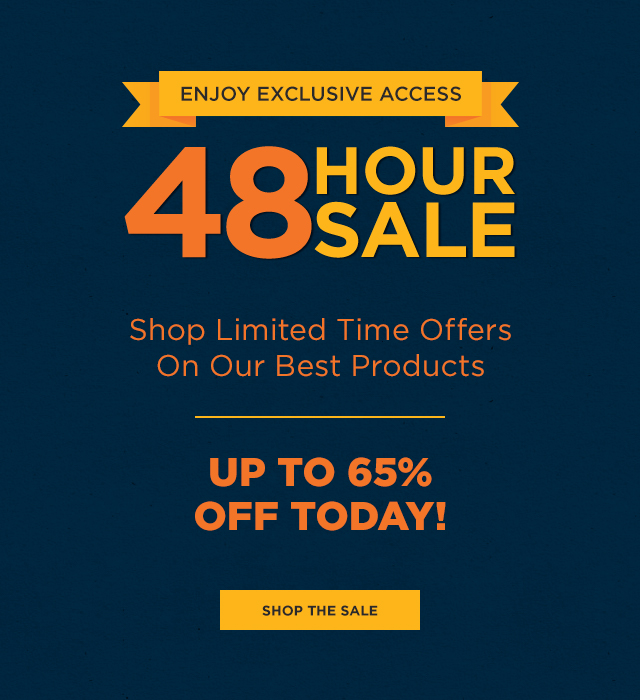 ENJOY EXCLUSIVE ACCESS
48 HOUR
SALE
Shop Limited Time Offers
On Our Best Products
UP TO 65%
OFF TODAY!
SHOP THE SALE